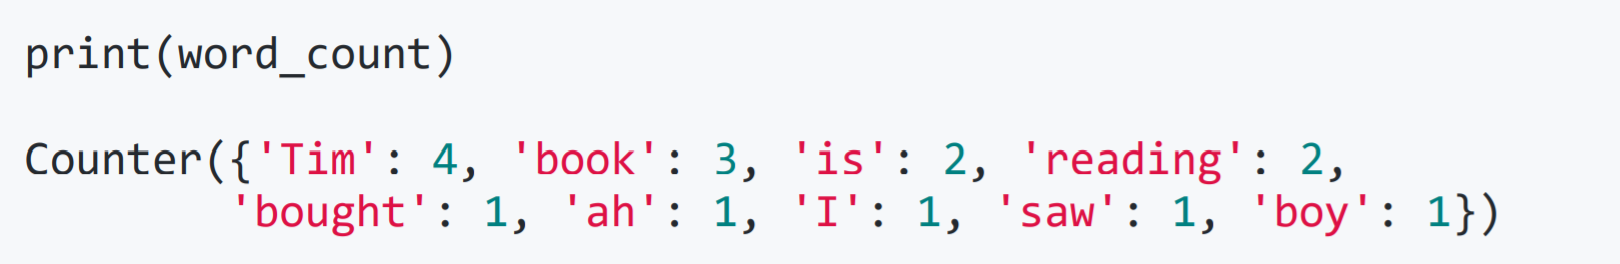 print(word_count)
Counter({'Tim': 4, 'book': 3, 'is': 2, 'reading': 2,
'bought': 1, 'ah': 1, 'I': 1, 'saw': 1, 'boy': 1})